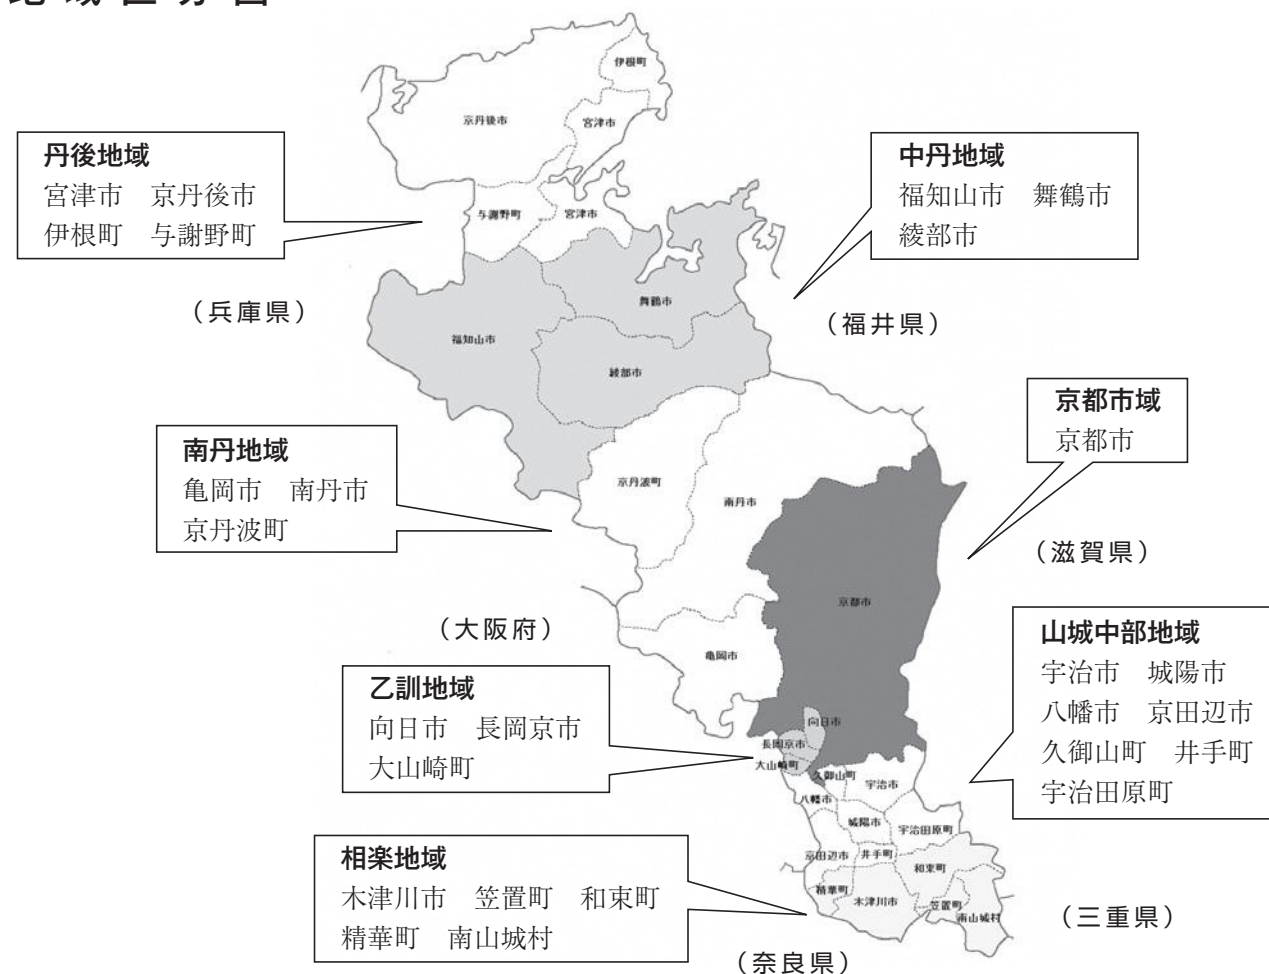 地域区分図
伊根町
京丹後市
宮津市
丹後地域
宮津市 京丹後市
伊根町 与謝野町
中丹地域
福知山市 舞鶴市
綾部市
与謝野町
宮津市
(兵庫県)
舞鶴市
(福井県)
福知山市
綾部市
京都市域
京都市
南丹地域
亀岡市 南丹市
京丹波町
京丹波町
南丹市
(滋賀県)
京都市
(大阪府)
亀岡市
山城中部地域
宇治市 城陽市
八幡市 京田辺市
久御山町 井手町
宇治田原町
乙訓地域
向日市 長岡京市
大山崎町
向日市
長岡京市
大山崎町
久御山町
宇治市
八幡市
城陽市
宇治田原町
京田辺市
井手町
和束町
相楽地域
木津川市 笠置町 和束町
精華町 南山城村
精華町
木津川市
笠置町
南山城村
(三重県)
(奈良県)